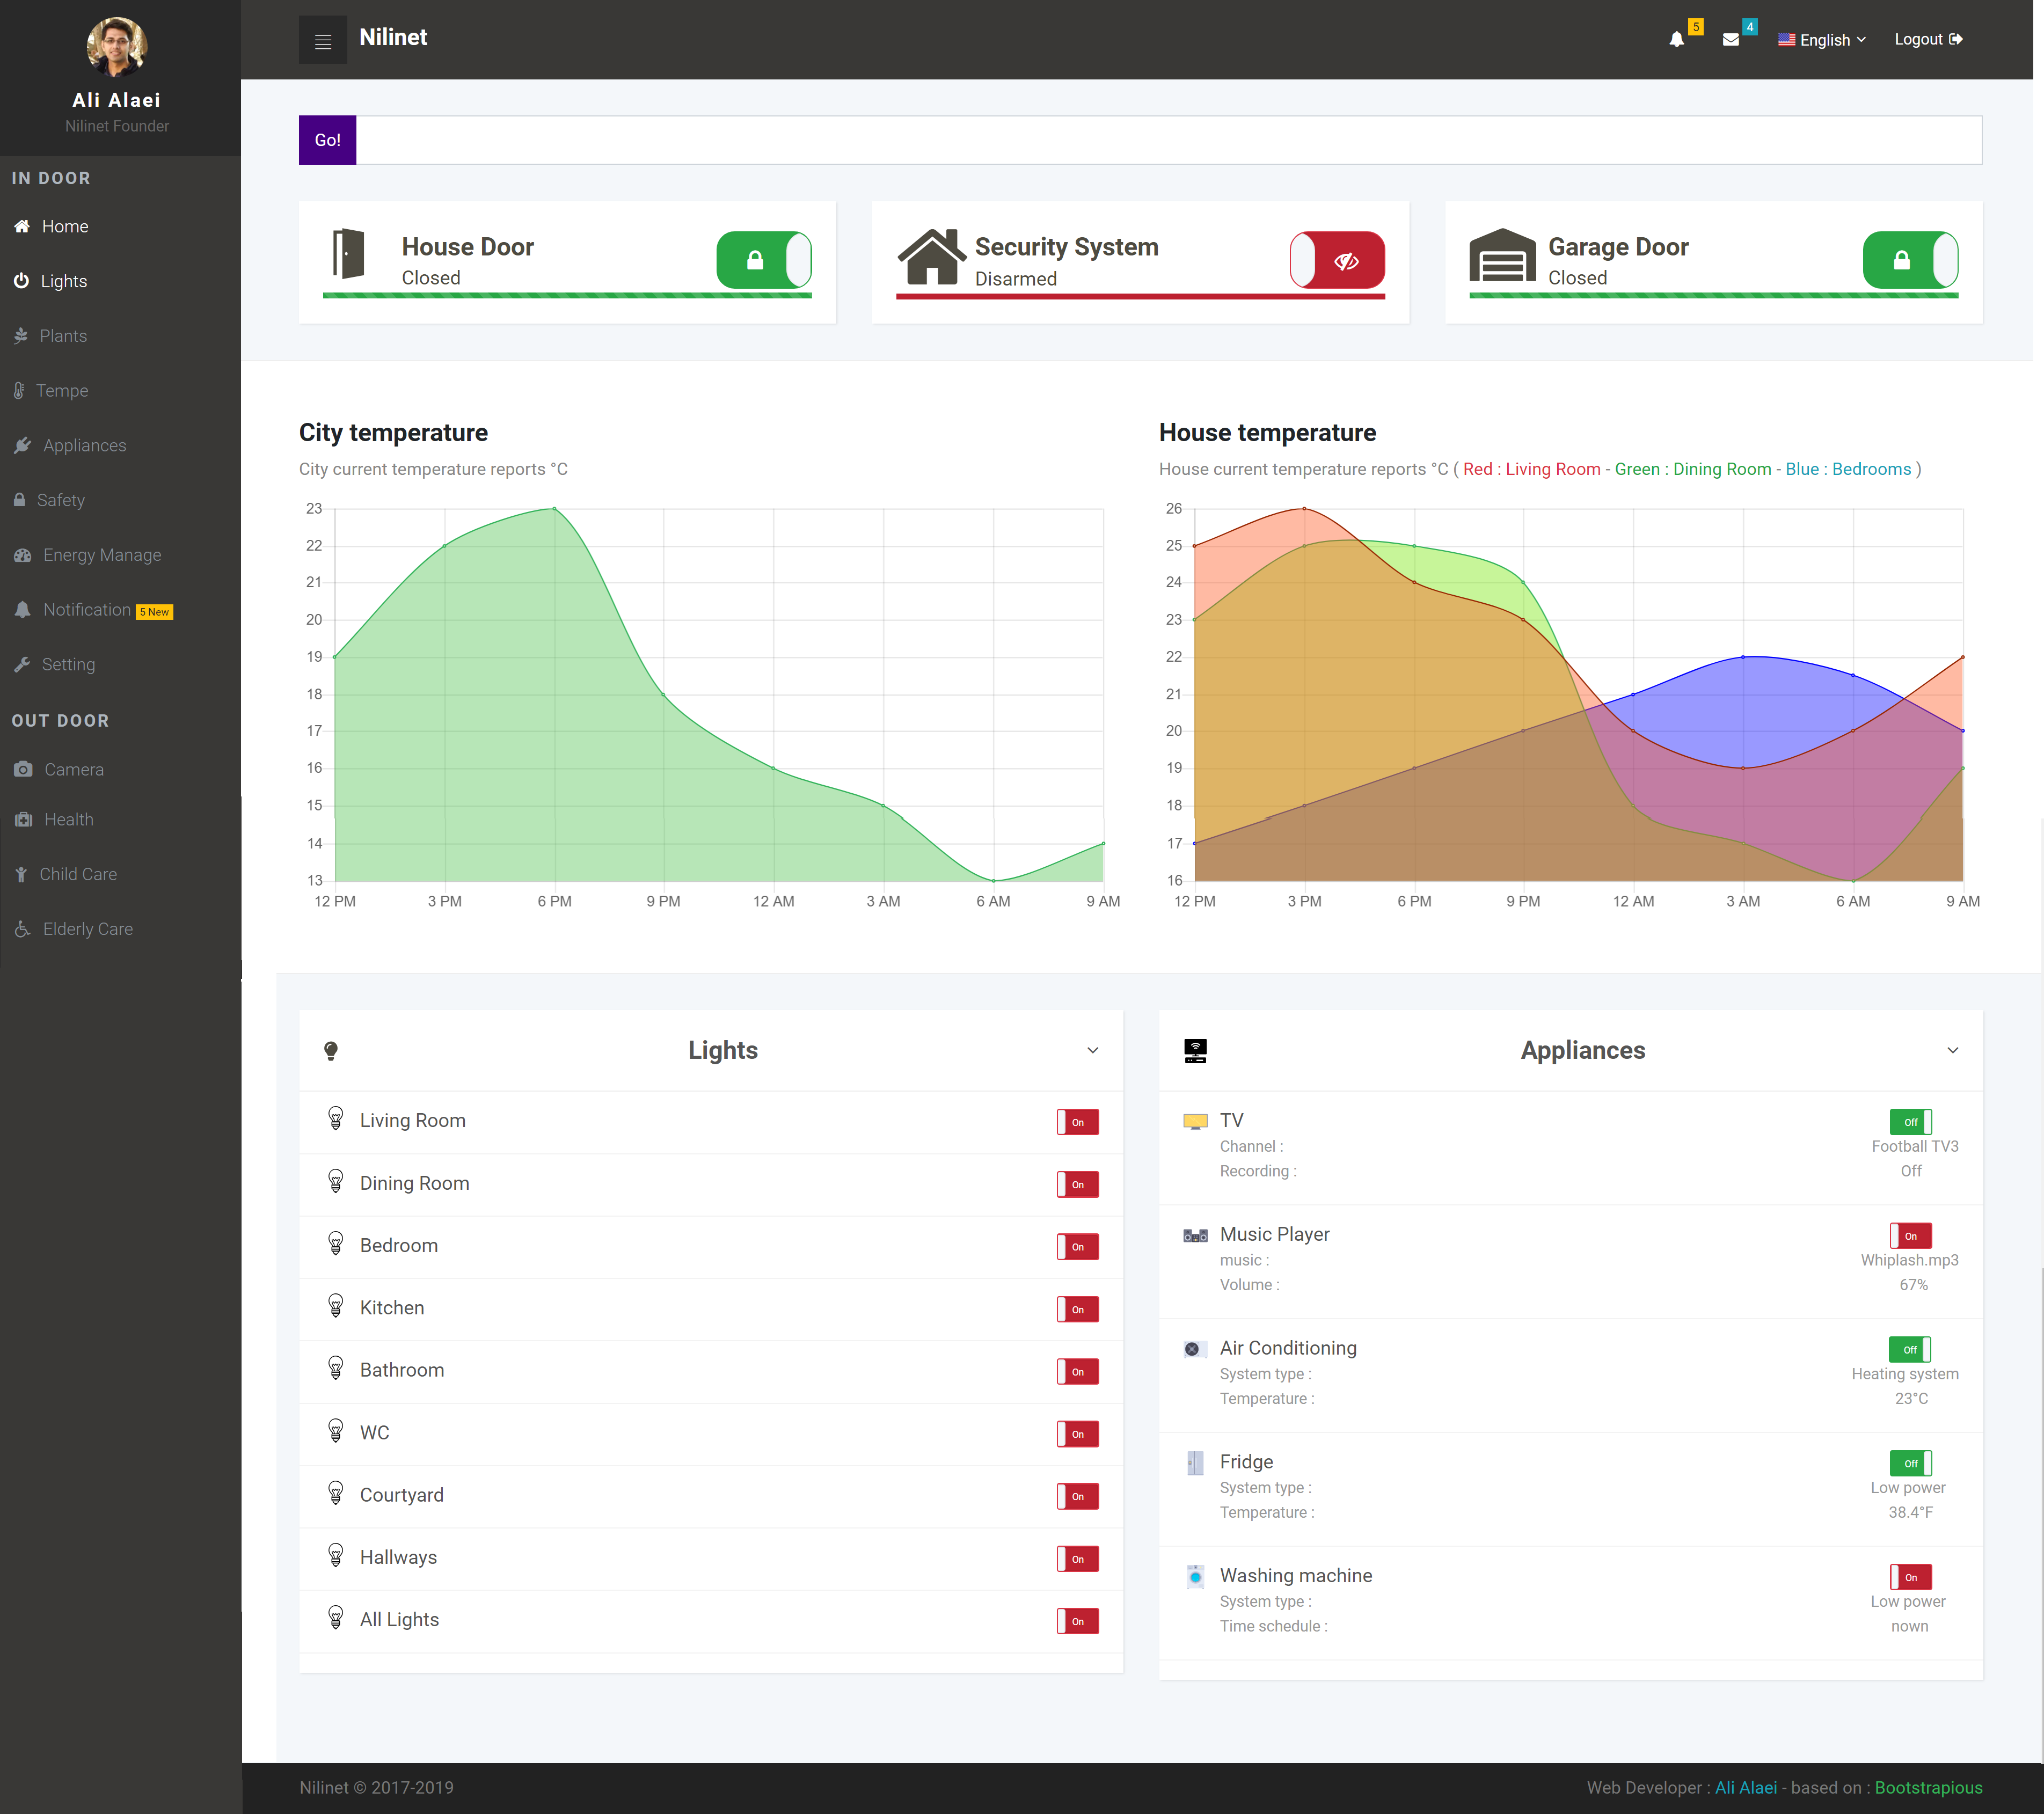 Ali Alaei
Nilinet Founder
IN DOOR
Home
Lights
Plants
Tempe
Appliances
Safety
Energy Manage
Notification 5 New
Setting
OUT DOOR
Camera
Health
Child Care
Elderly Care
Nilinet
5
4
English
Logout
Go!
House Door
Closed
Security System
Disarmed
Garage Door
Closed
City temperature
City current temperature reports °C
23
22
21
20
19
18
17
16
15
14
13
12 PM 3 PM 6 PM 9 PM 12 AM 3 AM 6 AM 9 AM
House temperature
House current temperature reports °C ( Red : Living Room - Green : Dining Room - Blue : Bedrooms )
26
25
24
23
22
21
20
19
18
17
16
12 PM 3 PM 6 PM 9 PM 12 AM 3 AM 6 AM 9 AM
Lights
Living Room On
Dining Room On
Bedroom On
Kitchen On
Bathroom On
WC On
Courtyard On
Hallways On
All Lights On
Appliances
TV Off
Channel : Football TV3
Recording : Off
Music Player On
music : Whiplash.mp3
Volume : 67%
Air Conditioning Off
System type : Heating system
Temperature : 23°C
Fridge Off
System type : Low power
Temperature : 38.4°F
Washing machine On
System type : Low power
Time schedule : nown
Nilinet © 2017-2019
Web Developer : Ali Alaei - based on : Bootstrapious